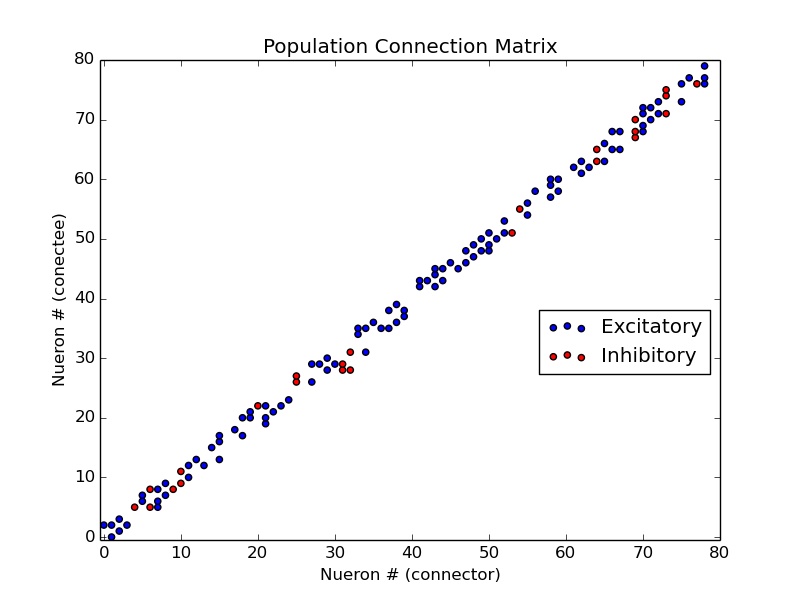 Population Connection Matrix
80
70
60
50
40
30
20
10
0
Nueron # (conectee)
Excitatory
Inhibitory
0 10 20 30 40 50 60 70 80
Nueron # (connector)